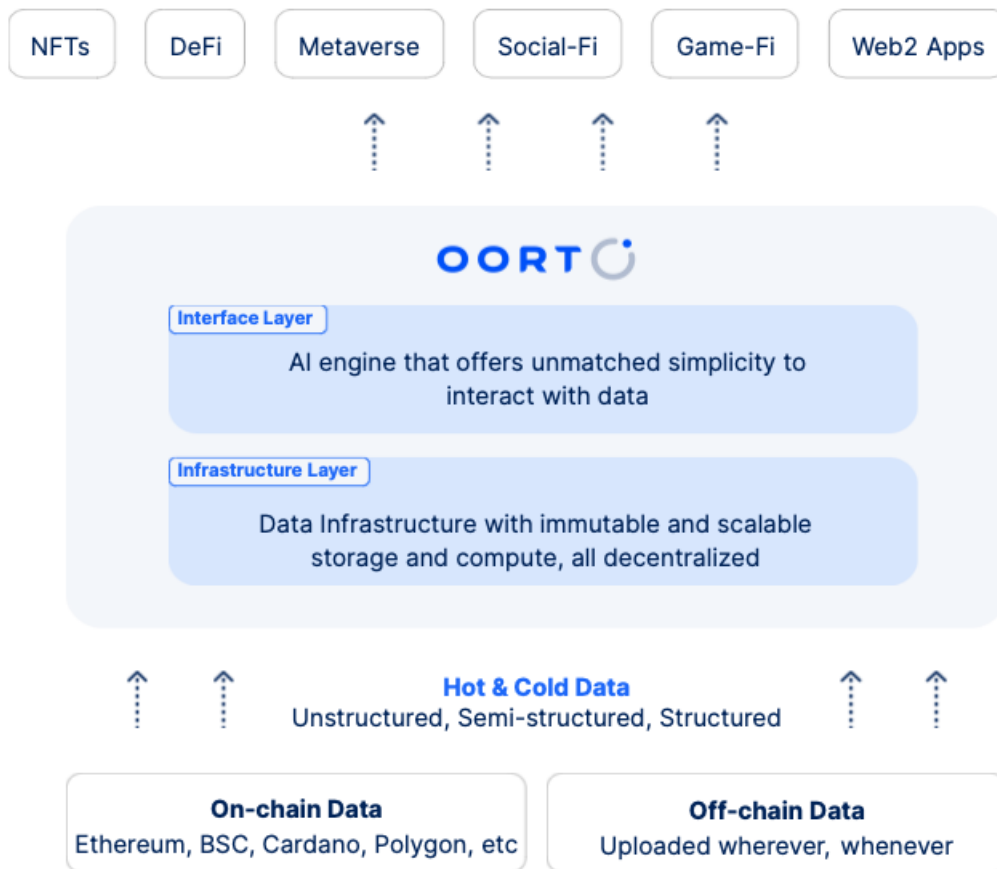 NFTs DeFi Metaverse Social-Fi Game-Fi Web2 Apps
OORT
Interface Layer
AI engine that offers unmatched simplicity to
interact with data
Infrastructure Layer
Data Infrastructure with immutable and scalable
storage and compute, all decentralized
Hot & Cold Data
Unstructured, Semi-structured, Structured
On-chain Data
Ethereum, BSC, Cardano, Polygon, etc
Off-chain Data
Uploaded wherever, whenever